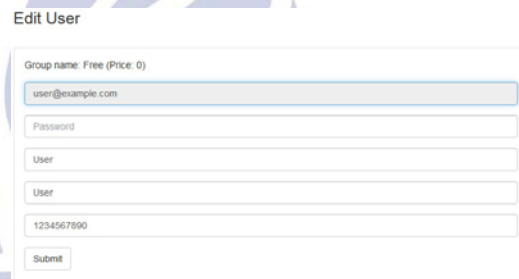 Edit User
Group name: Free (Price: 0)
user@example.com
Password
User
User
1234567890
Submit